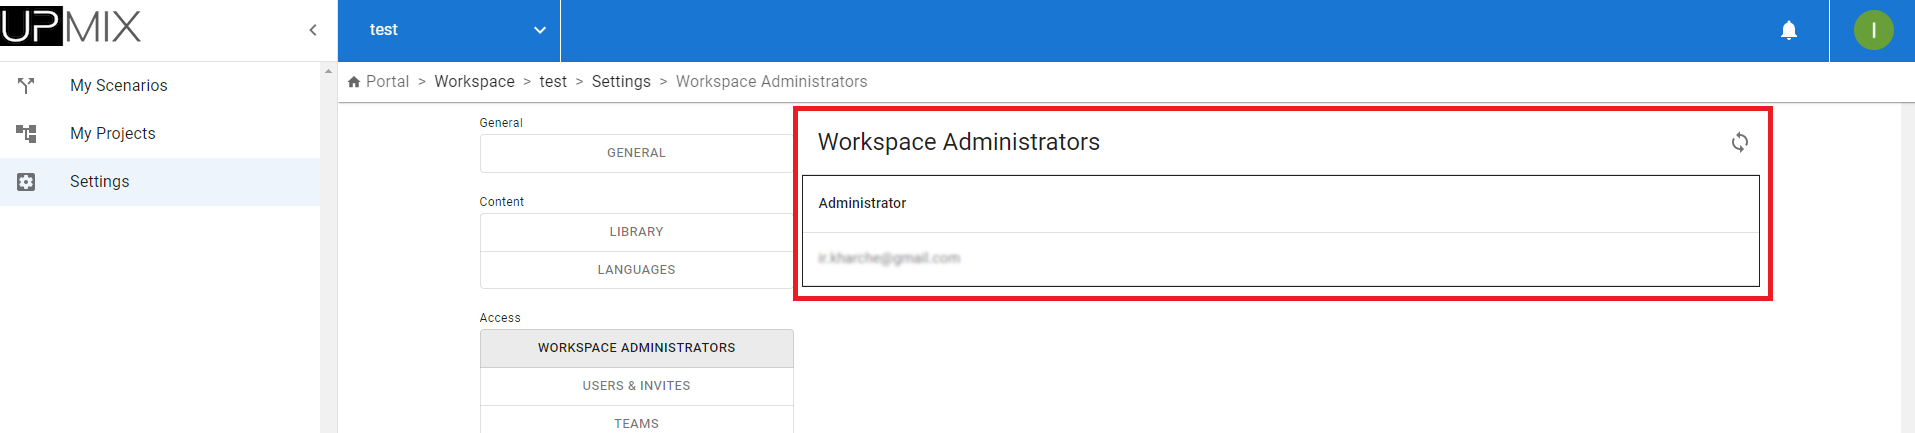 UPMIX
test
I
My Scenarios
My Projects
Settings
Portal > Workspace > test > Settings > Workspace Administrators
General
GENERAL
Content
LIBRARY
LANGUAGES
Access
WORKSPACE ADMINISTRATORS
USERS & INVITES
TEAMS
Workspace Administrators
Administrator